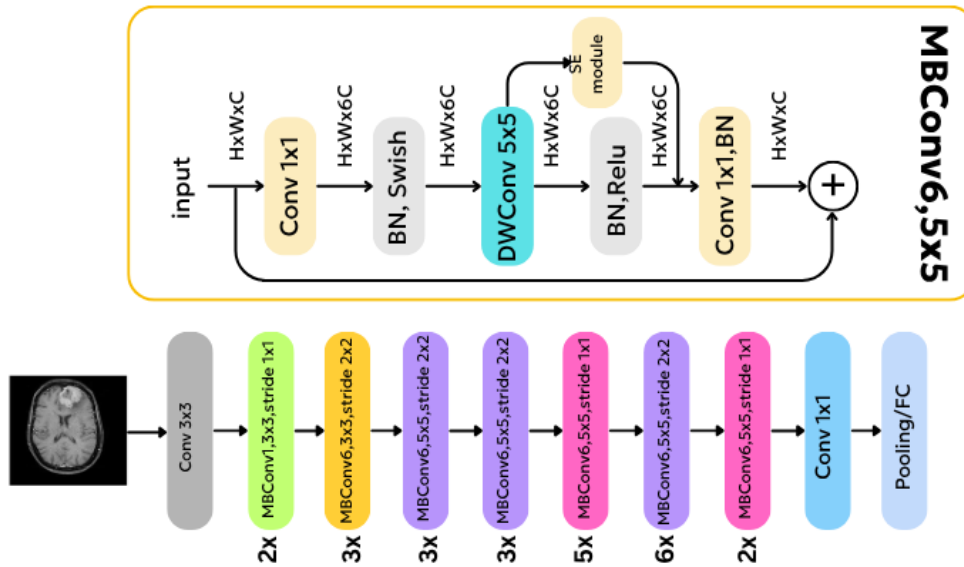 MBConv6,5x5
input
HxWxC
Conv 1x1
HxWx6C
BN, Swish
HxWx6C
DWConv 5x5
SE
module
HxWx6C
BN,Relu
HxWx6C
Conv 1x1,BN
HxWxC
+
Conv 3x3
MBConv1,3x3,stride 1x1
2x
MBConv6,3x3,stride 2x2
3x
MBConv6,5x5,stride 2x2
3x
MBConv6,5x5,stride 2x2
3x
MBConv6,5x5,stride 1x1
5x
MBConv6,5x5,stride 2x2
6x
MBConv6,5x5,stride 1x1
2x
Conv 1x1
Pooling/FC